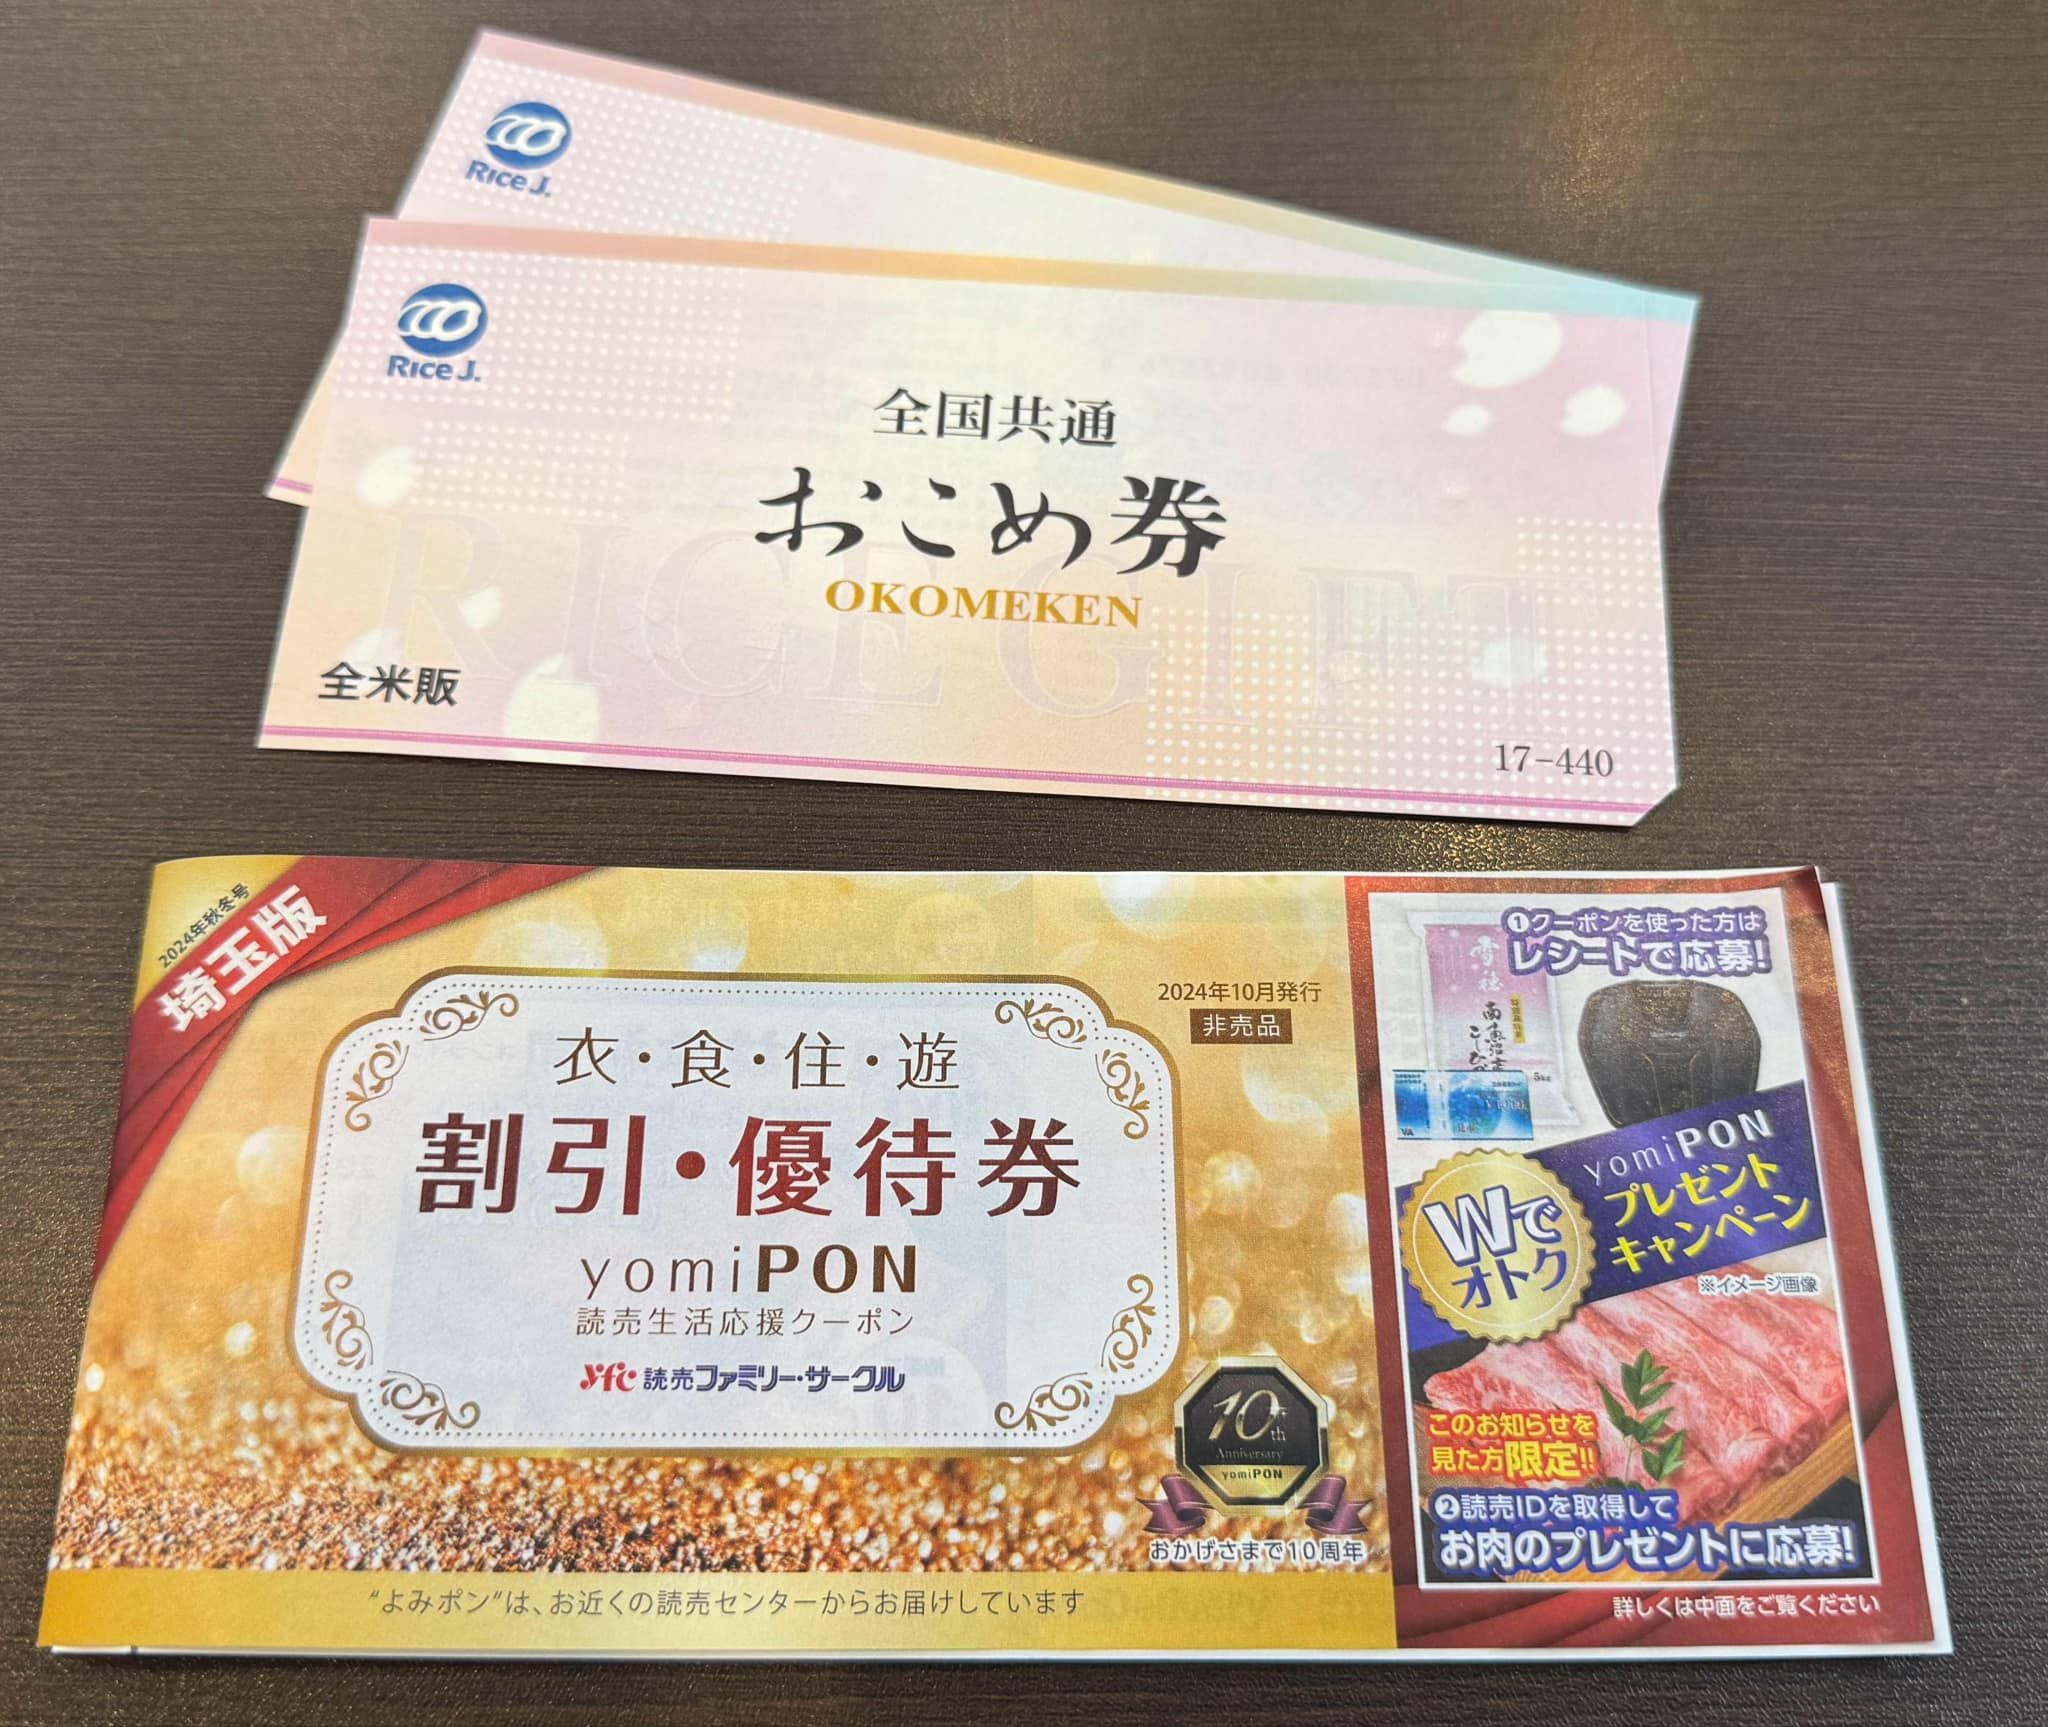 Rice J.
Rice J.
全国共通
おこめ券
OKOMEKEN
RICE GIFT
全米販
17-440
2024年秋冬号
埼玉版
2024年10月発行
非売品
衣・食・住・遊
割引・優待券
yomiPON
読売生活応援クーポン
yfc 読売ファミリー・サークル
10th
Anniversary
yomiPON
おかげさまで10周年
"よみポン"は、お近くの読売センターからお届けしています
❶クーポンを使った方は
レシートで応募!
雪穂
5kg
VJA
yomiPON
プレゼント
キャンペーン
Wで
オトク
※イメージ画像
このお知らせを
見た方限定!!
❷読売IDを取得して
お肉のプレゼントに応募!
詳しくは中面をご覧ください